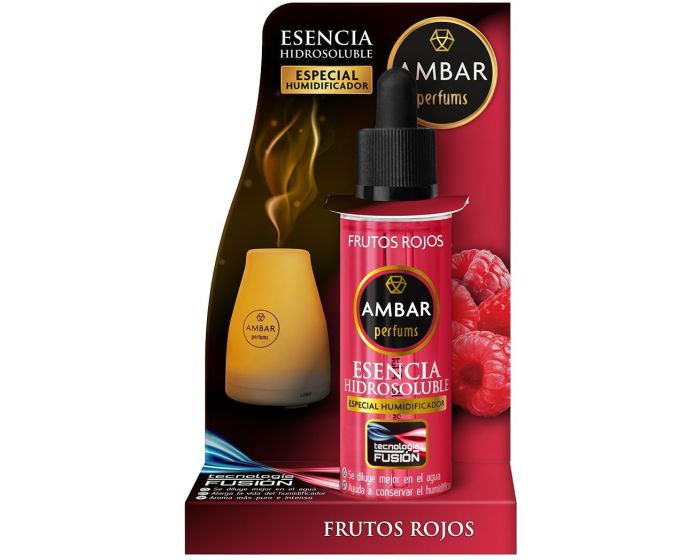 ESENCIA
HIDROSOLUBLE
ESPECIAL
HUMIDIFICADOR
AMBAR
perfums
FRUTOS ROJOS
AMBAR
perfums
AMBAR
perfums
ESENCIA
HIDROSOLUBLE
ESPECIAL HUMIDIFICADOR
tecnología
FUSIÓN
Se diluye mejor en el agua
Ayuda a conservar el humidif
tecnología
FUSIÓN
Se diluye mejor en el agua
Alarga la vida del humidificador
Aroma más puro e intenso
FRUTOS ROJOS